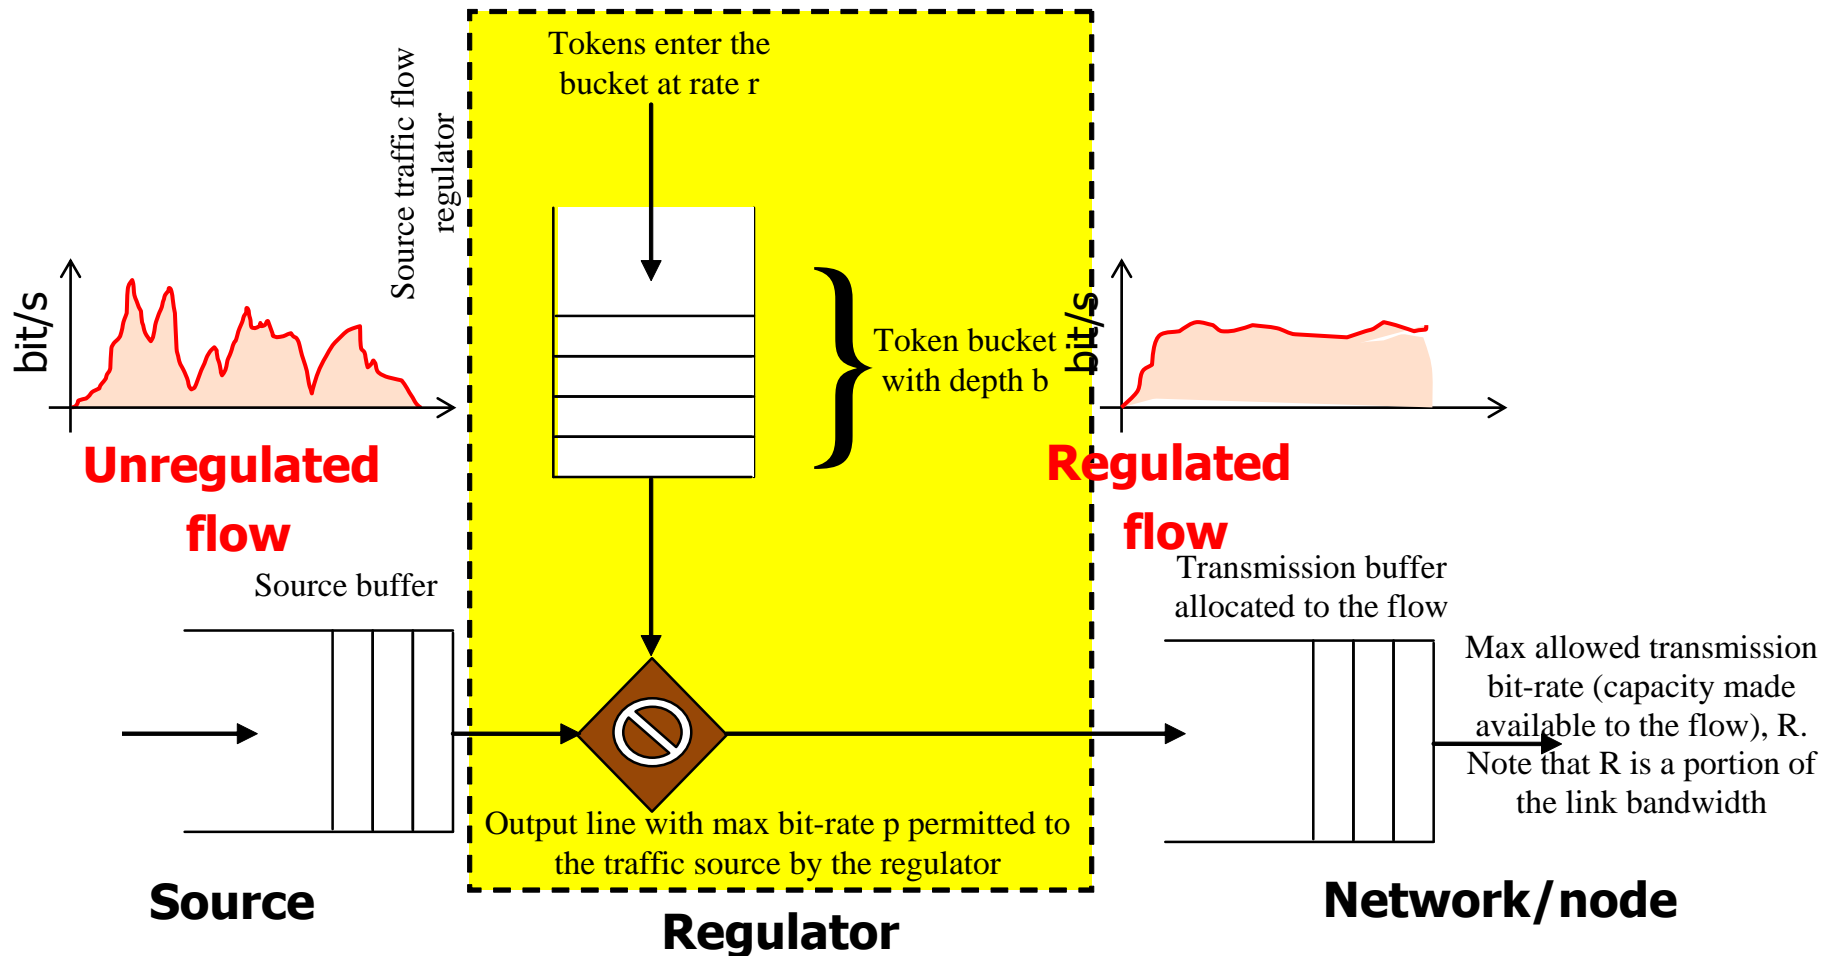 Tokens enter the
bucket at rate r
Source traffic flow
regulator
bit/s
Unregulated
flow
Token bucket
with depth b
bit/s
Regulated
flow
Source buffer
Transmission buffer
allocated to the flow
Max allowed transmission
bit-rate (capacity made
available to the flow), R.
Note that R is a portion of
the link bandwidth
Output line with max bit-rate p permitted to
the traffic source by the regulator
Source
Regulator
Network/node